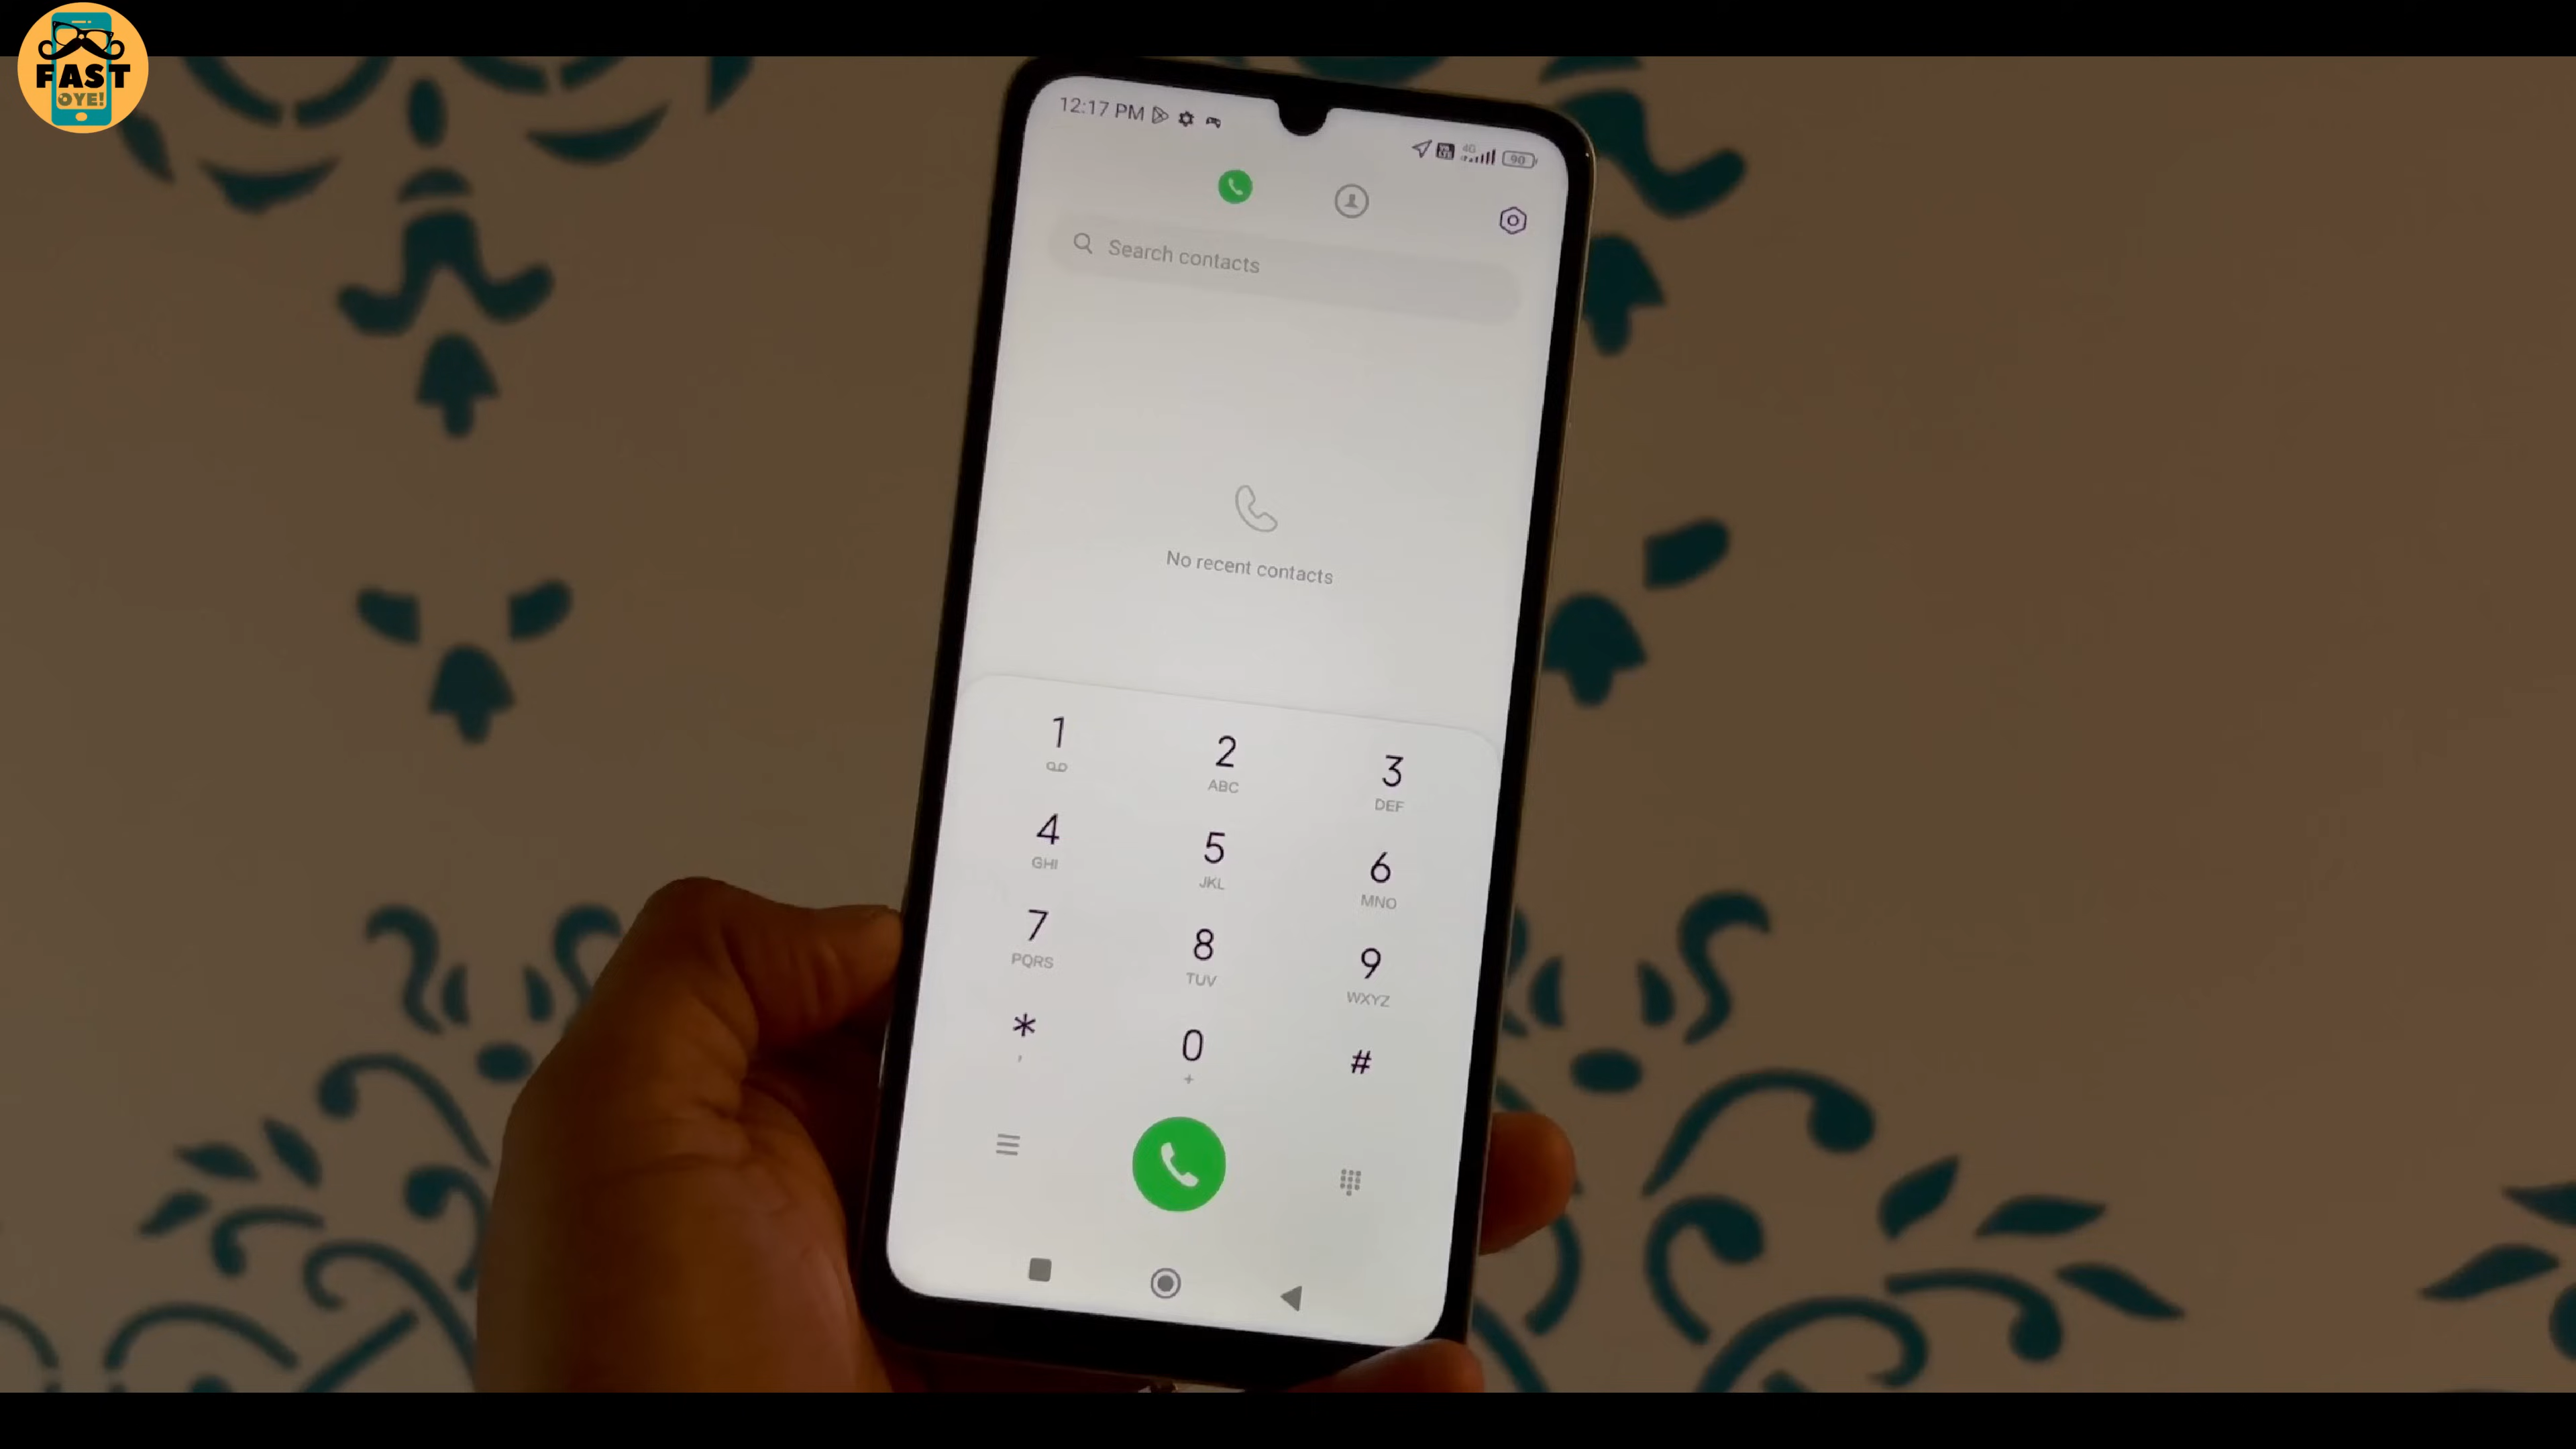 FAST
OYE!
12:17 PM
4G
90
Search contacts
No recent contacts
1
2
ABC
3
DEF
4
GHI
5
JKL
6
MNO
7
PQRS
8
TUV
9
WXYZ
*
,
0
+
#